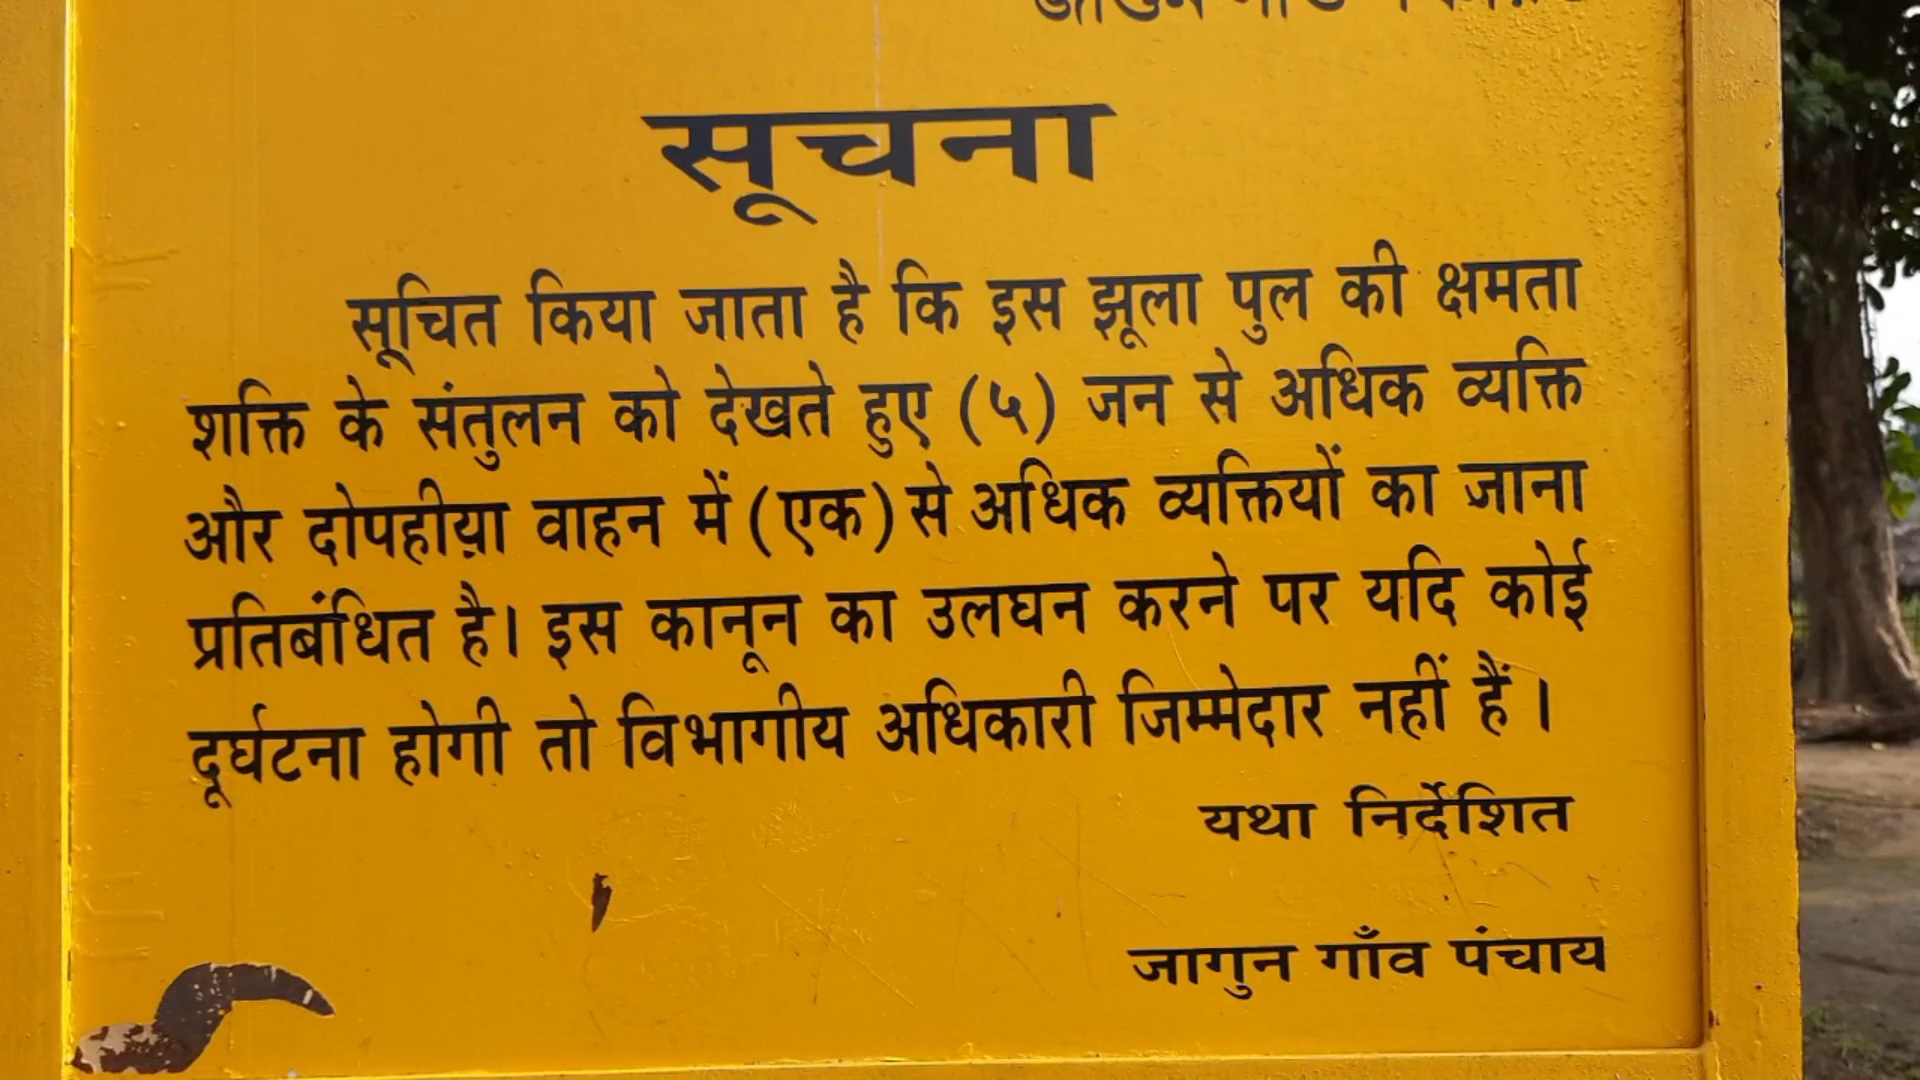 सूचना
सूचित किया जाता है कि इस झूला पुल की क्षमता
शक्ति के संतुलन को देखते हुए (५) जन से अधिक व्यक्ति
और दोपहीय़ा वाहन में (एक) से अधिक व्यक्तियों का जाना
प्रतिबंधित है। इस कानून का उलघन करने पर यदि कोई
दूर्घटना होगी तो विभागीय अधिकारी जिम्मेदार नहीं हैं।
यथा निर्देशित
जागुन गाँव पंचाय